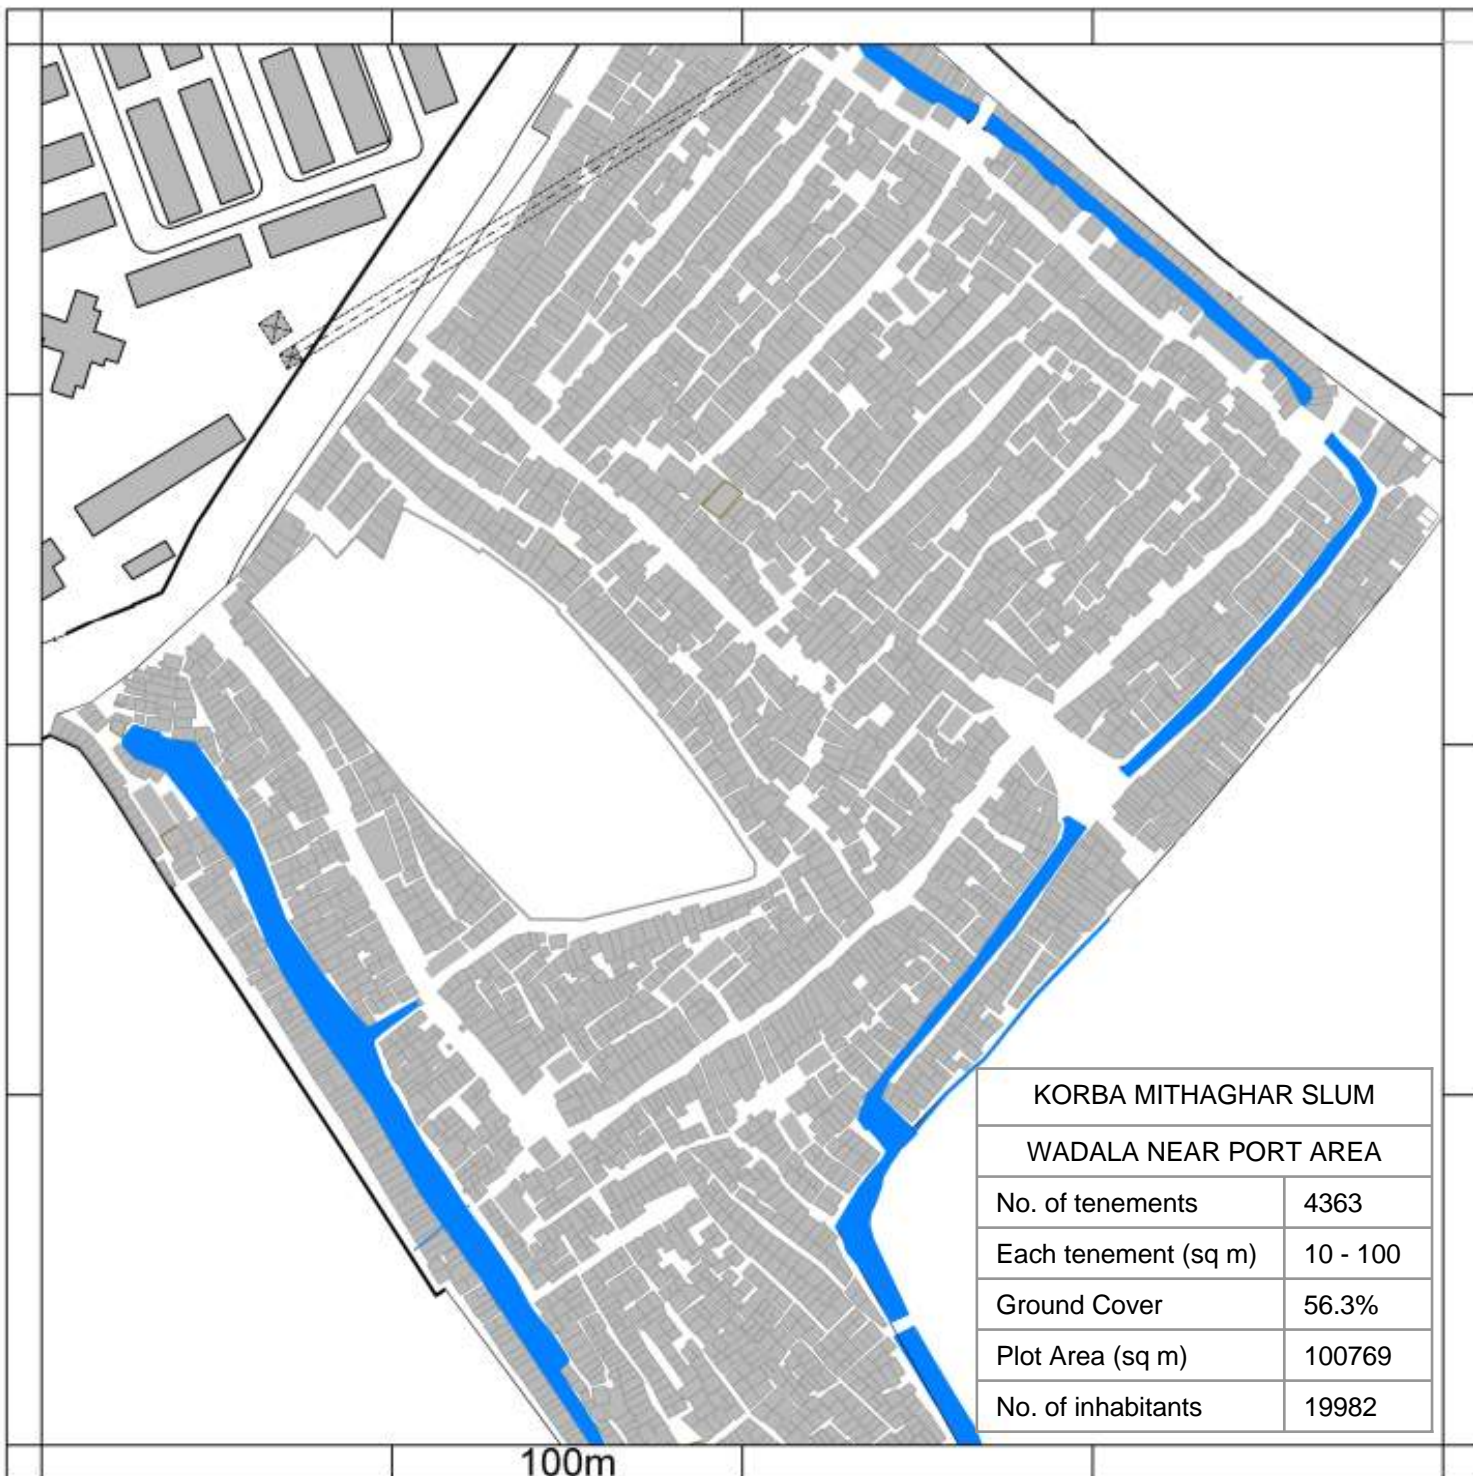 KORBA MITHAGHAR SLUM
WADALA NEAR PORT AREA
No. of tenements 4363
Each tenement (sq m) 10 - 100
Ground Cover 56.3%
Plot Area (sq m) 100769
No. of inhabitants 19982
100m